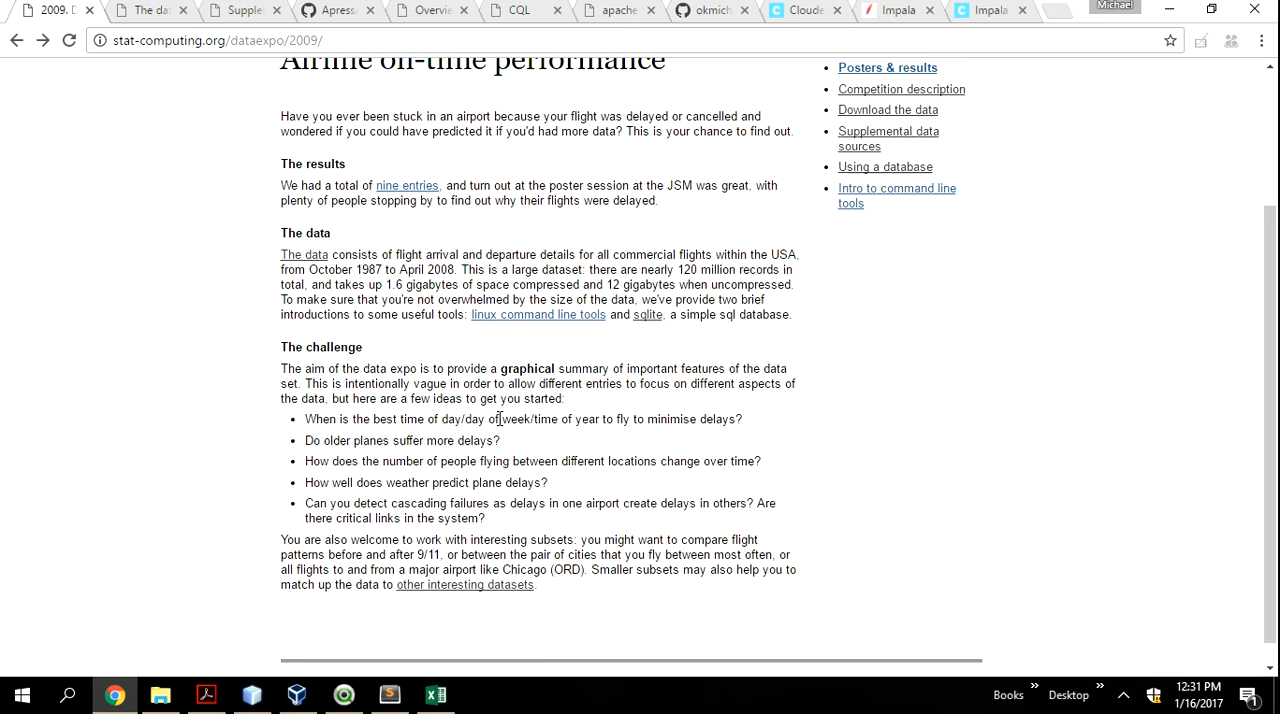 2009. D
The da
Supple
Apress
Overvi
CQL
apache
okmich
Cloude
Impala
Impala
Michael
stat-computing.org/dataexpo/2009/
Airline on-time performance
Have you ever been stuck in an airport because your flight was delayed or cancelled and
wondered if you could have predicted it if you'd had more data? This is your chance to find out.
The results
We had a total of nine entries, and turn out at the poster session at the JSM was great, with
plenty of people stopping by to find out why their flights were delayed.
The data
The data consists of flight arrival and departure details for all commercial flights within the USA,
from October 1987 to April 2008. This is a large dataset: there are nearly 120 million records in
total, and takes up 1.6 gigabytes of space compressed and 12 gigabytes when uncompressed.
To make sure that you're not overwhelmed by the size of the data, we've provide two brief
introductions to some useful tools: linux command line tools and sqlite, a simple sql database.
The challenge
The aim of the data expo is to provide a graphical summary of important features of the data
set. This is intentionally vague in order to allow different entries to focus on different aspects of
the data, but here are a few ideas to get you started:
• When is the best time of day/day of week/time of year to fly to minimise delays?
• Do older planes suffer more delays?
• How does the number of people flying between different locations change over time?
• How well does weather predict plane delays?
• Can you detect cascading failures as delays in one airport create delays in others? Are
there critical links in the system?
You are also welcome to work with interesting subsets: you might want to compare flight
patterns before and after 9/11, or between the pair of cities that you fly between most often, or
all flights to and from a major airport like Chicago (ORD). Smaller subsets may also help you to
match up the data to other interesting datasets.
• Posters & results
• Competition description
• Download the data
• Supplemental data
sources
• Using a database
• Intro to command line
tools
Books
Desktop
12:31 PM
1/16/2017
1